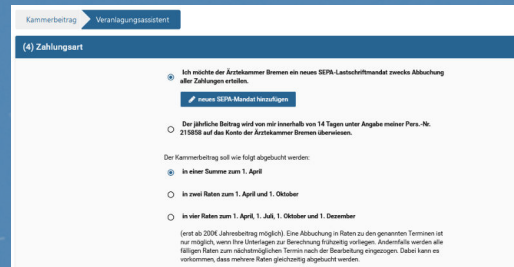 Kammerbeitrag Veranlagungsassistent
(4) Zahlungsart
Ich möchte der Ärztekammer Bremen ein neues SEPA-Lastschriftmandat zwecks Abbuchung
aller Zahlungen erteilen.
neues SEPA-Mandat hinzufügen
Der jährliche Beitrag wird von mir innerhalb von 14 Tagen unter Angabe meiner Pers.-Nr.
215858 auf das Konto der Ärztekammer Bremen überwiesen.
Der Kammerbeitrag soll wie folgt abgebucht werden:
in einer Summe zum 1. April
in zwei Raten zum 1. April und 1. Oktober
in vier Raten zum 1. April, 1. Juli, 1. Oktober und 1. Dezember
(erst ab 200€ Jahresbeitrag möglich). Eine Abbuchung in Raten zu den genannten Terminen ist
nur möglich, wenn Ihre Unterlagen zur Berechnung frühzeitig vorliegen. Andernfalls werden alle
fälligen Raten zum nächstmöglichen Termin nach der Bearbeitung eingezogen. Dabei kann es
vorkommen, dass mehrere Raten gleichzeitig abgebucht werden.